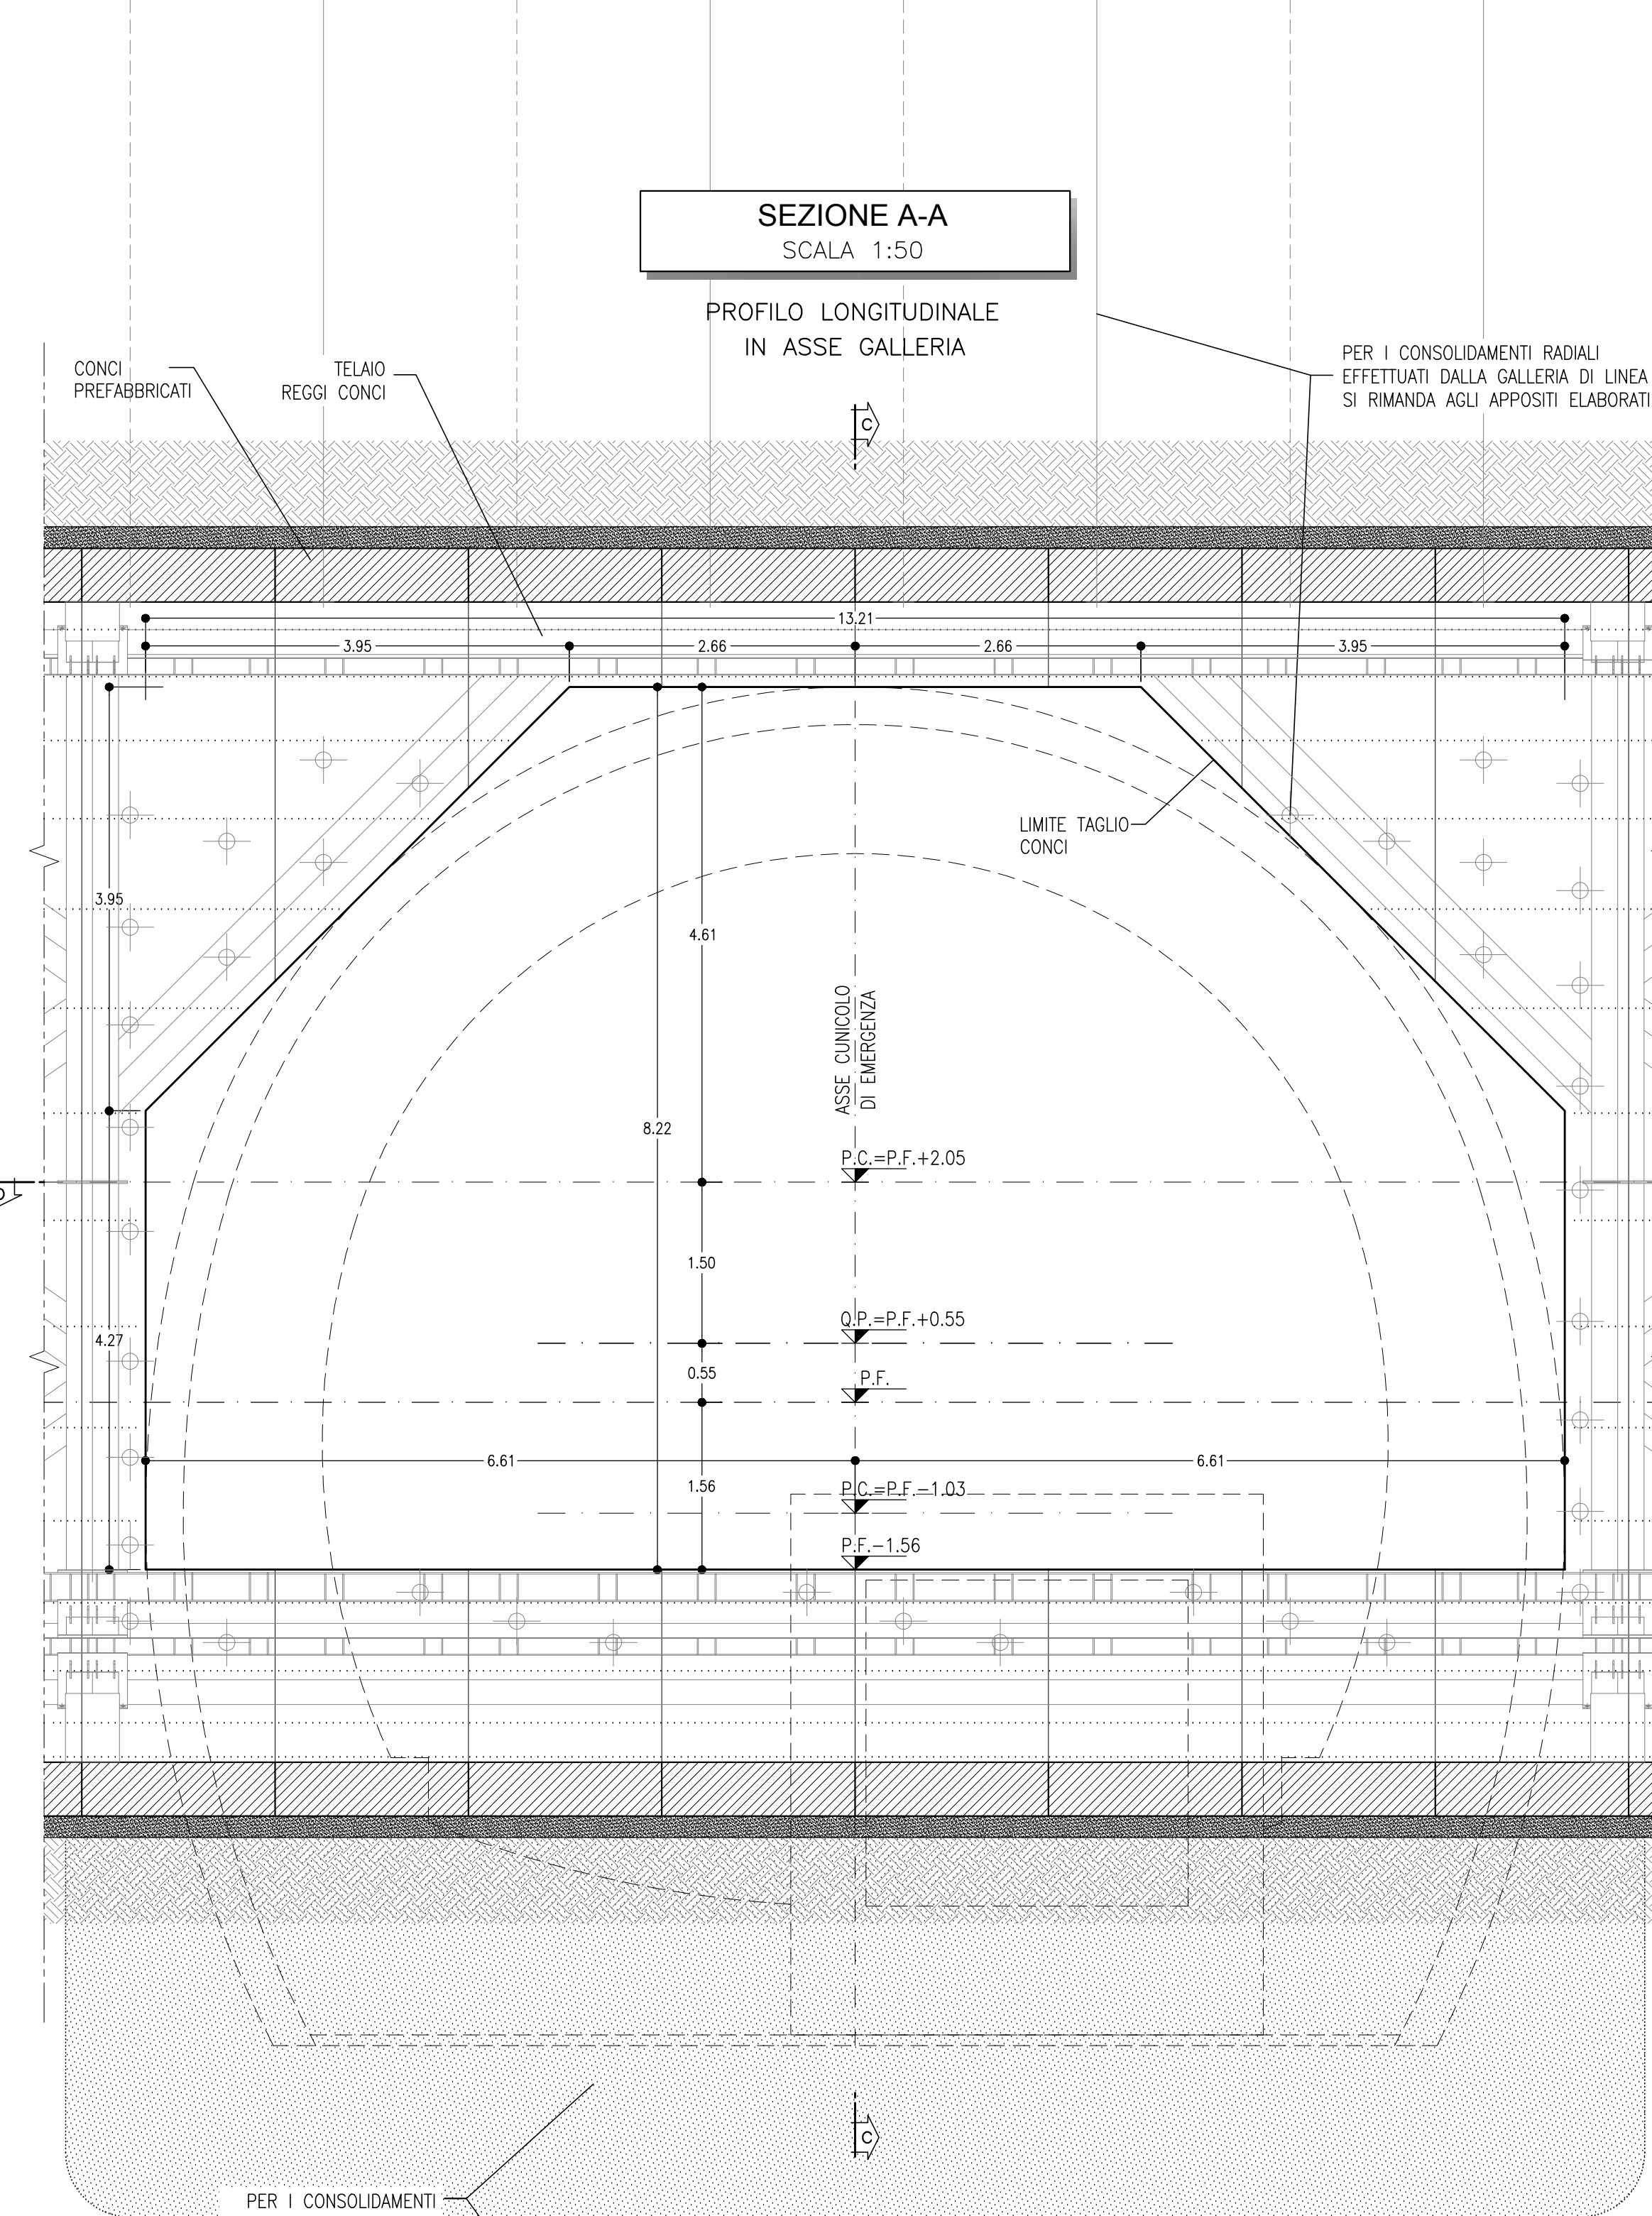 SEZIONE A-A
SCALA 1:50
PROFILO LONGITUDINALE
IN ASSE GALLERIA
CONCI
PREFABBRICATI
TELAIO
REGGI CONCI
PER I CONSOLIDAMENTI RADIALI
EFFETTUATI DALLA GALLERIA DI LINEA
SI RIMANDA AGLI APPOSITI ELABORATI
C
13.21
3.95
2.66
2.66
3.95
LIMITE TAGLIO
CONCI
3.95
4.61
ASSE CUNICOLO
DI EMERGENZA
8.22
P.C.=P.F.+2.05
1.50
Q.P.=P.F.+0.55
4.27
0.55
P.F.
6.61
6.61
1.56
P.C.=P.F.-1.03
P.F.-1.56
C
PER I CONSOLIDAMENTI